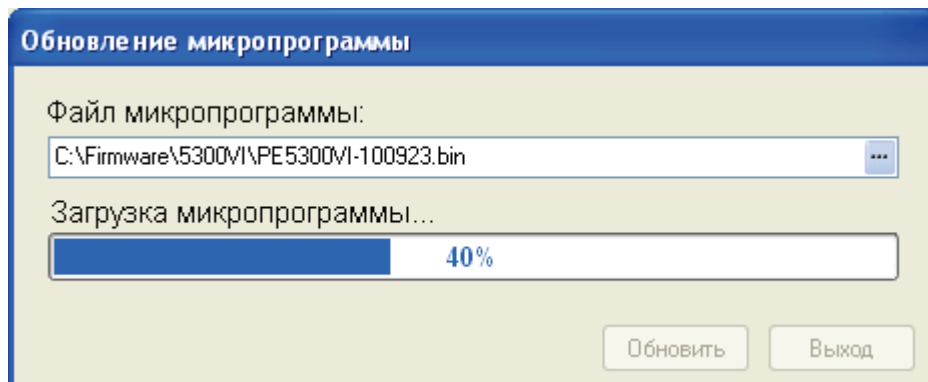 Обновление микропрограммы
Файл микропрограммы:
C:\Firmware\5300VI\PE5300VI-100923.bin
...
Загрузка микропрограммы...
40%
Обновить Выход